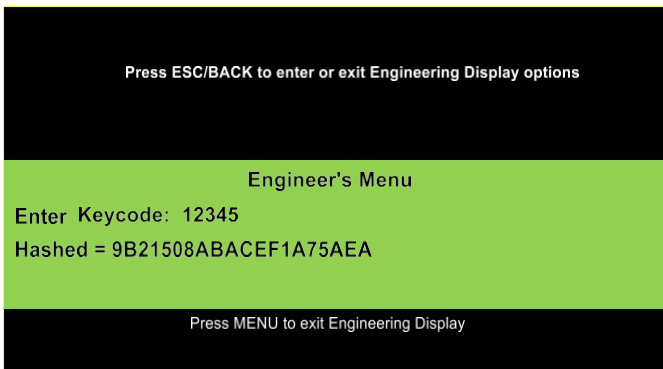 Press ESC/BACK to enter or exit Engineering Display options
Engineer's Menu
Enter Keycode: 12345
Hashed = 9B21508ABACEF1A75AEA
Press MENU to exit Engineering Display